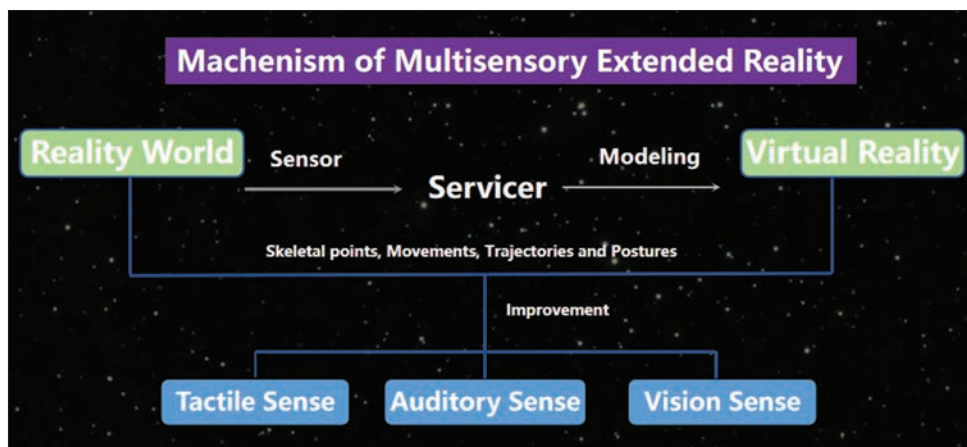 Machenism of Multisensory Extended Reality
Reality World
Sensor
Servicer
Modeling
Virtual Reality
Skeletal points, Movements, Trajectories and Postures
Improvement
Tactile Sense
Auditory Sense
Vision Sense